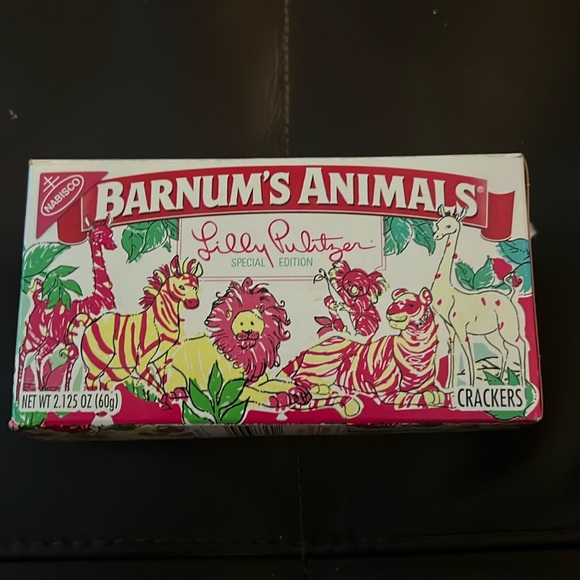 NABISCO
BARNUM'S ANIMALS®
Lilly Pulitzer
SPECIAL EDITION
NET WT 2.125 OZ (60g)
CRACKERS